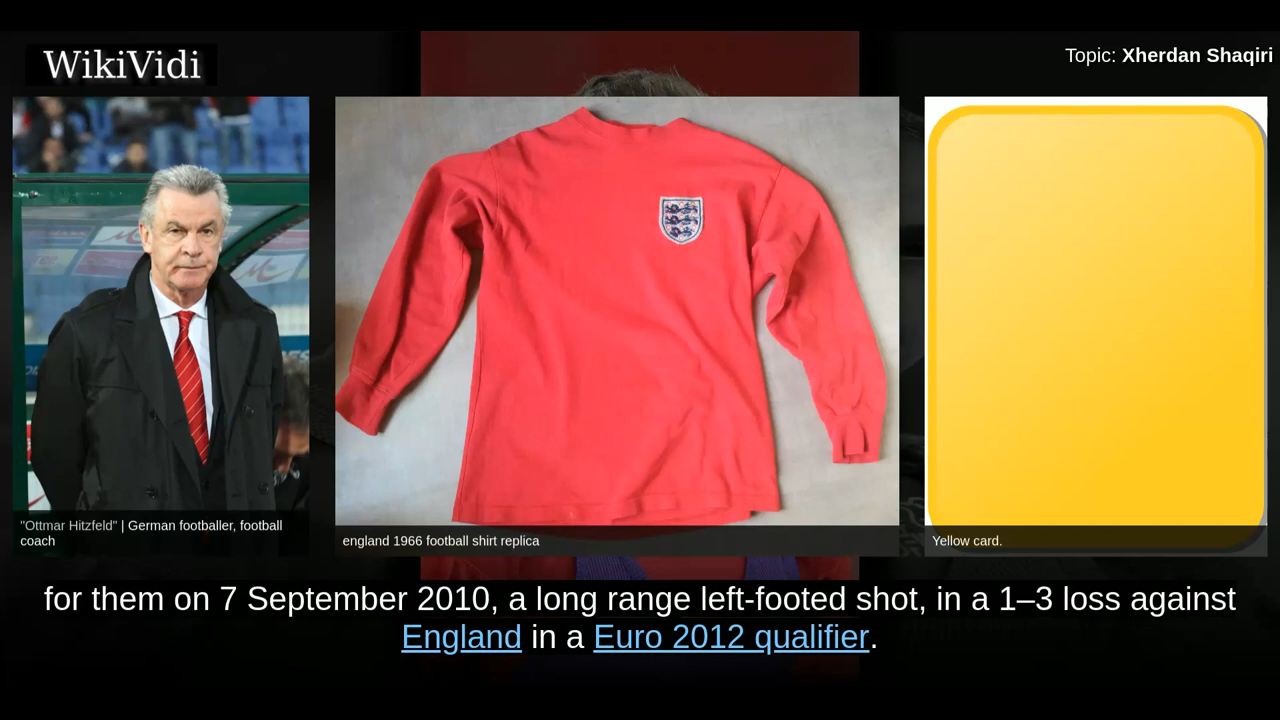 WikiVidi
Topic: Xherdan Shaqiri
"Ottmar Hitzfeld" | German footballer, football
coach
england 1966 football shirt replica
Yellow card.
for them on 7 September 2010, a long range left-footed shot, in a 1–3 loss against
England in a Euro 2012 qualifier.